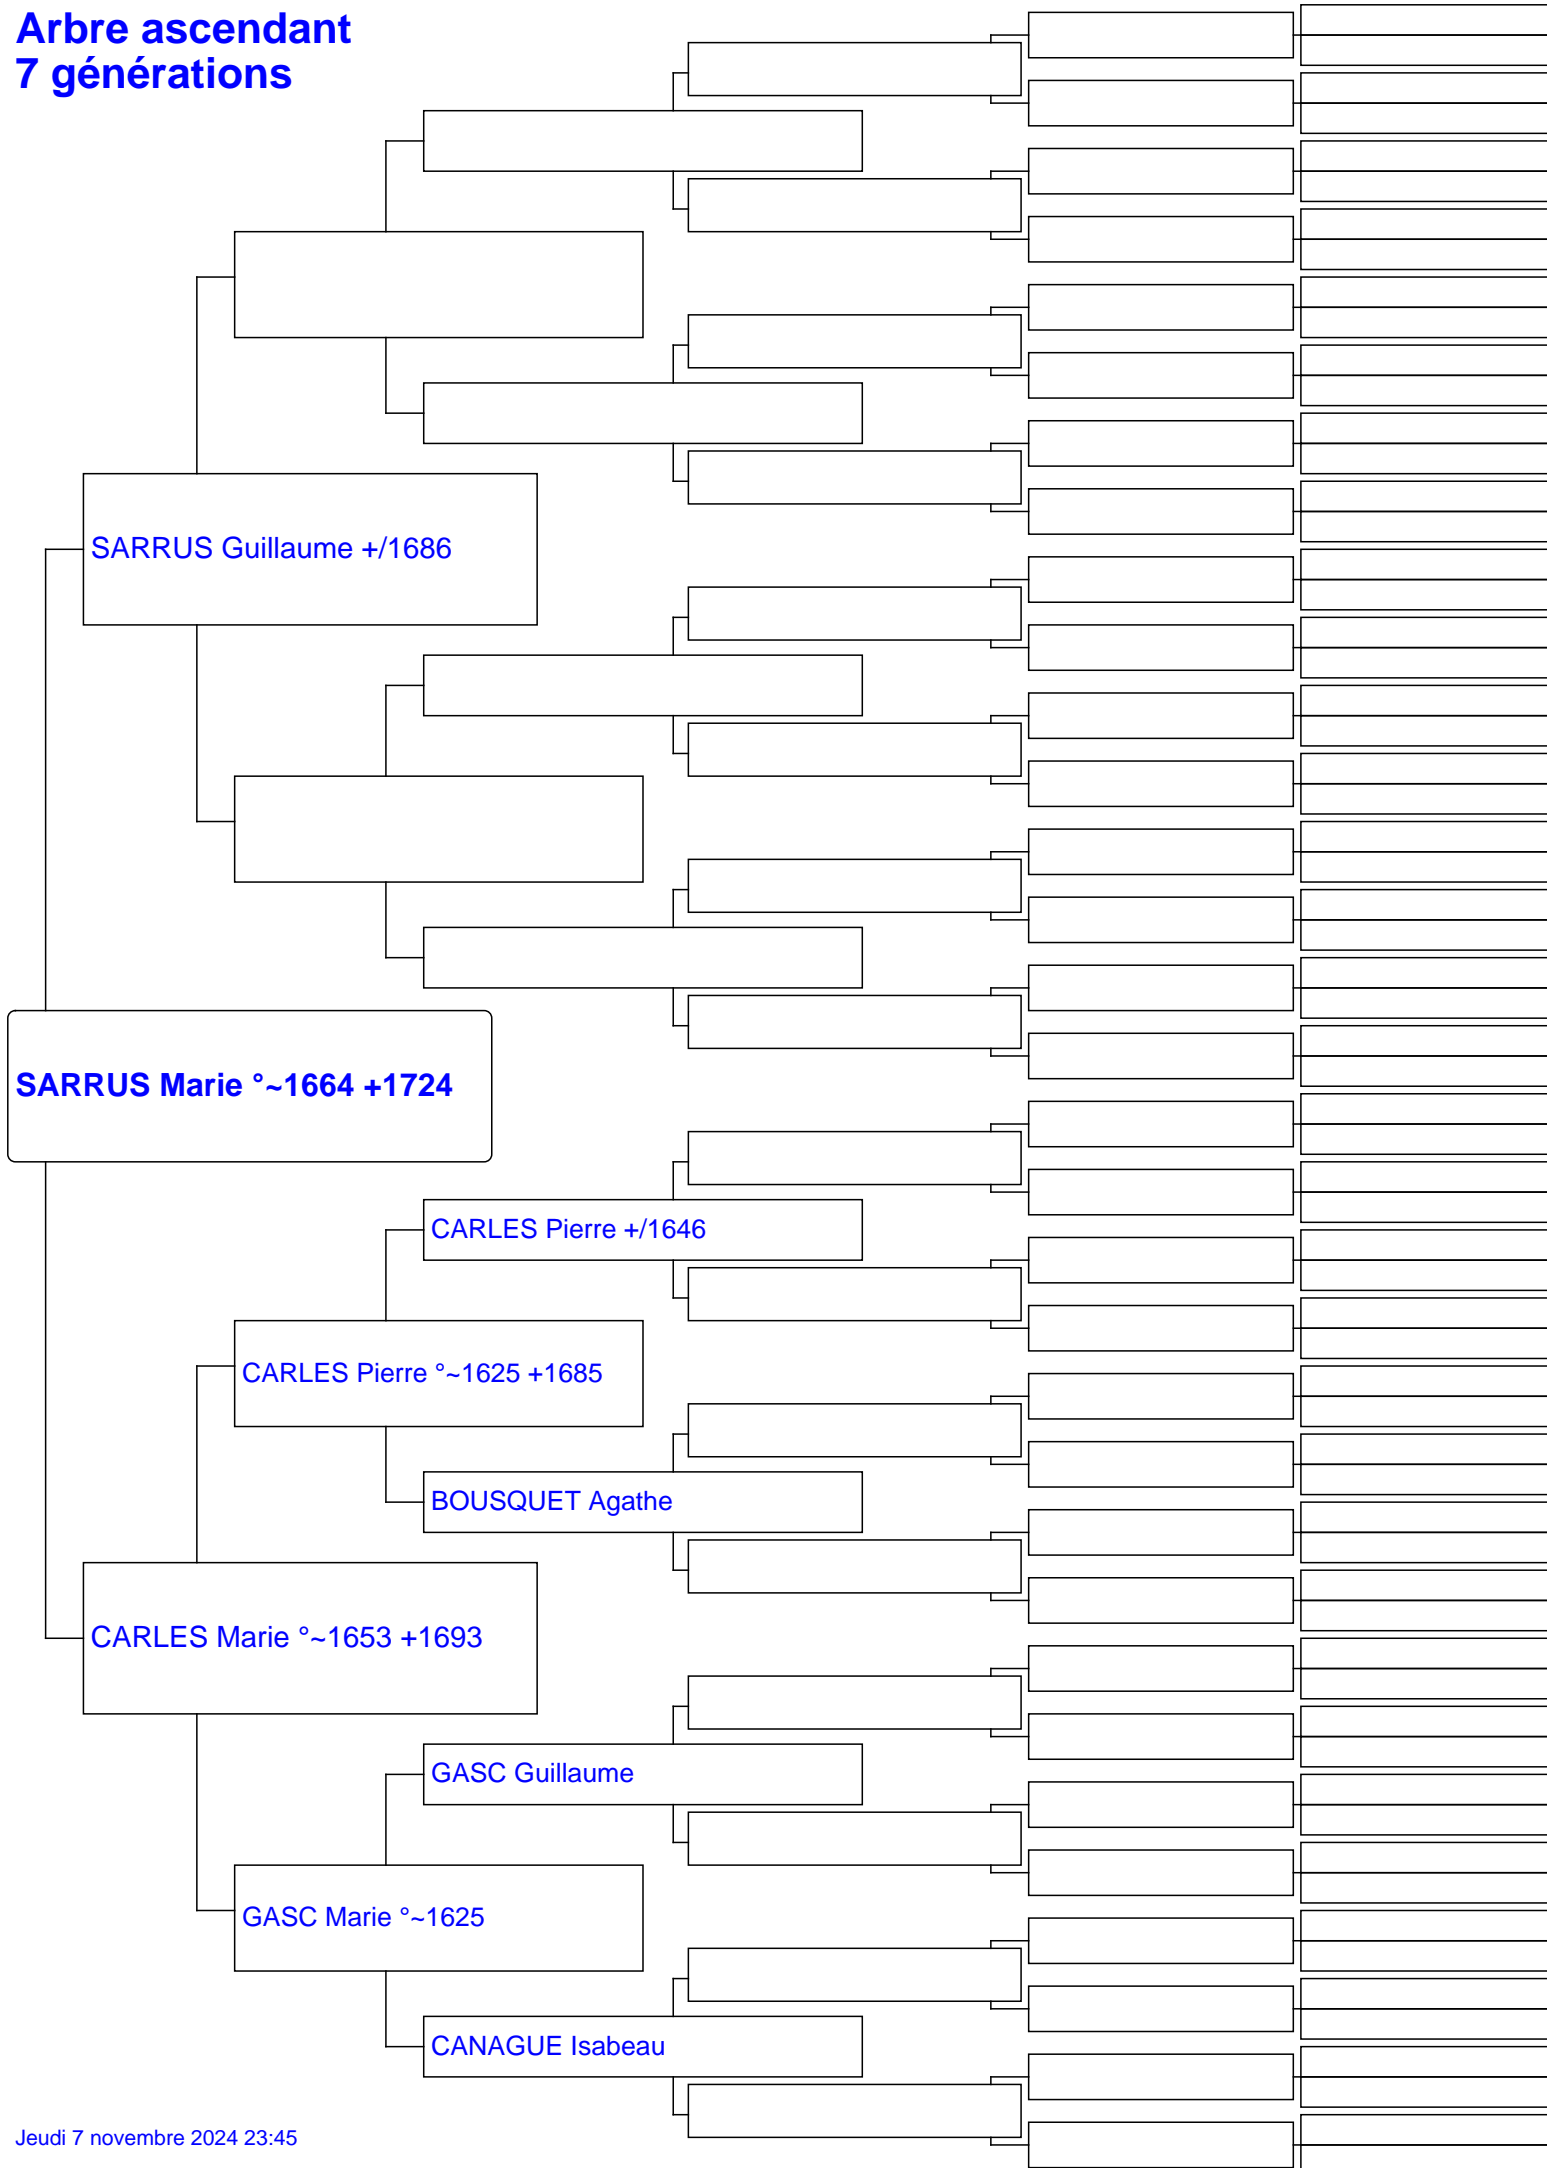 Arbre ascendant
7 générations
SARRUS Guillaume +/1686
SARRUS Marie °~1664 +1724
CARLES Pierre +/1646
CARLES Pierre °~1625 +1685
BOUSQUET Agathe
CARLES Marie °~1653 +1693
GASC Guillaume
GASC Marie °~1625
CANAGUE Isabeau
Jeudi 7 novembre 2024 23:45